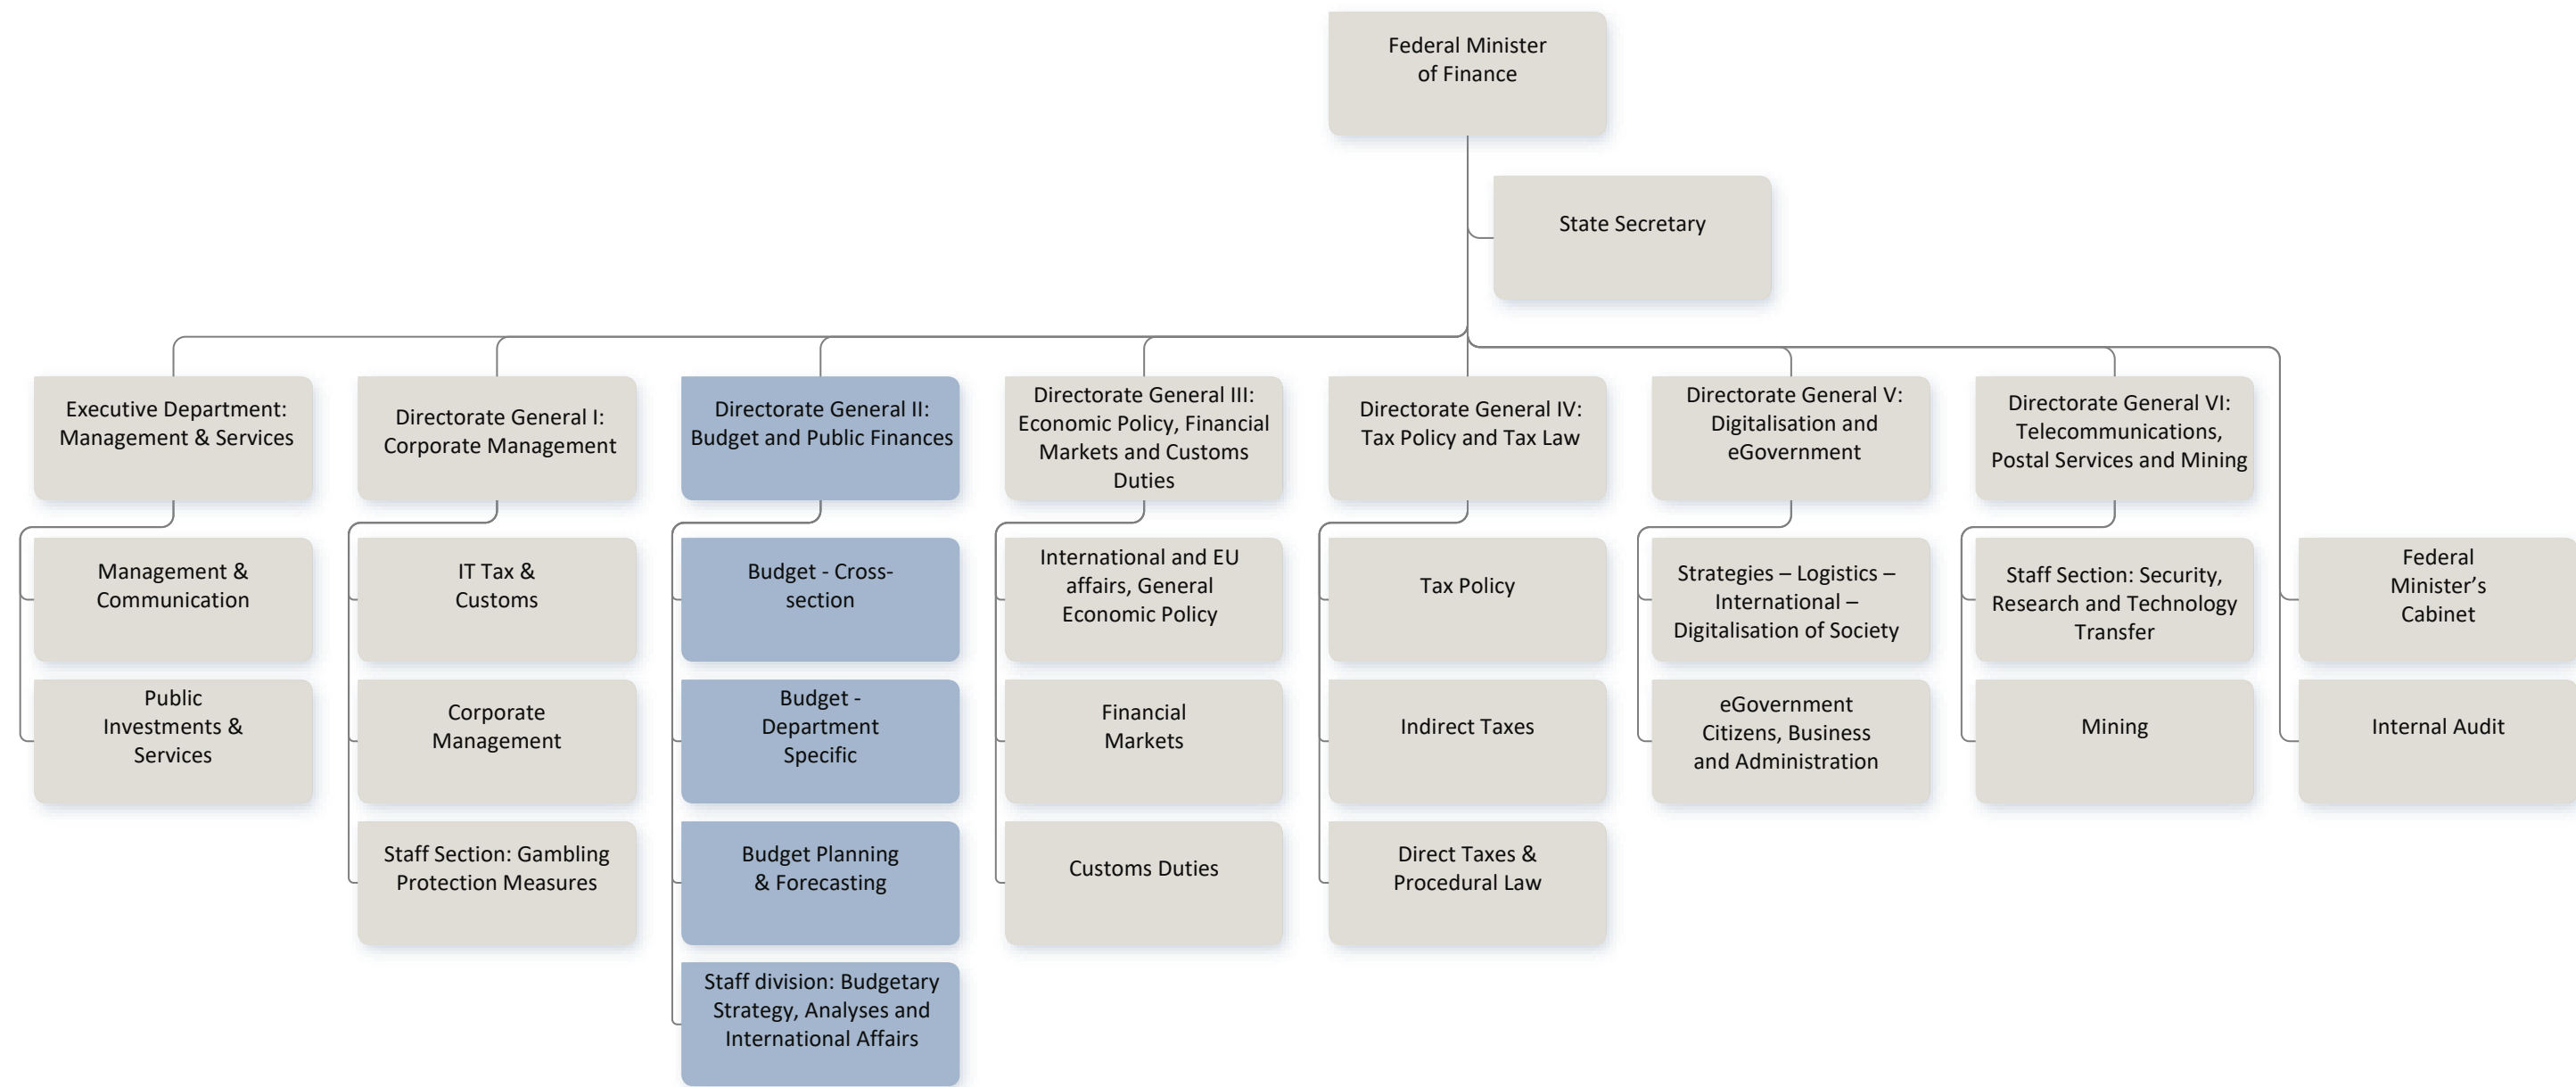 Federal Minister
of Finance
State Secretary
Executive Department:
Management & Services
Directorate General I:
Corporate Management
Directorate General II:
Budget and Public Finances
Directorate General III:
Economic Policy, Financial
Markets and Customs
Duties
Directorate General IV:
Tax Policy and Tax Law
Directorate General V:
Digitalisation and
eGovernment
Directorate General VI:
Telecommunications,
Postal Services and Mining
Management &
Communication
IT Tax &
Customs
Budget - Cross-
section
International and EU
affairs, General
Economic Policy
Tax Policy
Strategies – Logistics –
International –
Digitalisation of Society
Staff Section: Security,
Research and Technology
Transfer
Federal
Minister’s
Cabinet
Public
Investments &
Services
Corporate
Management
Budget -
Department
Specific
Financial
Markets
Indirect Taxes
eGovernment
Citizens, Business
and Administration
Mining
Internal Audit
Staff Section: Gambling
Protection Measures
Budget Planning
& Forecasting
Customs Duties
Direct Taxes &
Procedural Law
Staff division: Budgetary
Strategy, Analyses and
International Affairs